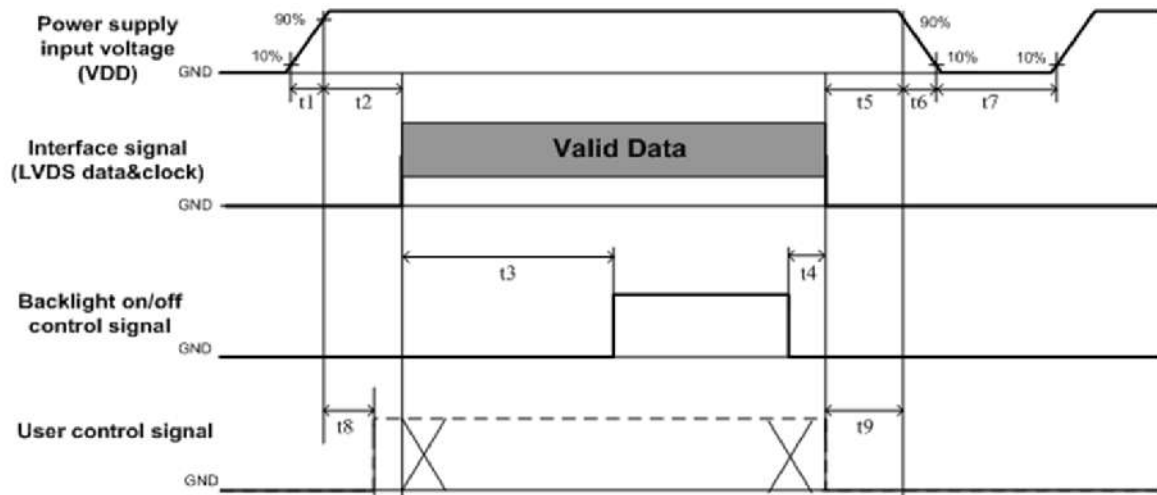 Power supply
input voltage
(VDD)
90%
10%
GND
90%
10%
10%
t1
t2
t5
t6
t7
Interface signal
(LVDS data&clock)
Valid Data
GND
t3
t4
Backlight on/off
control signal
GND
t8
t9
User control signal
GND